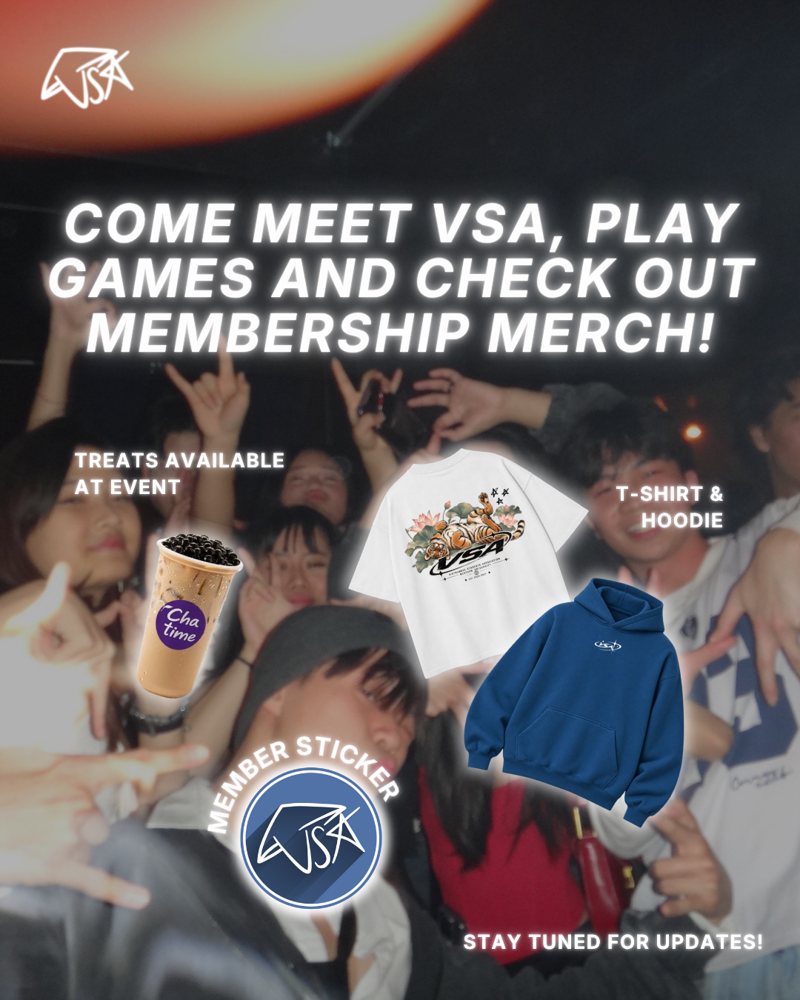 VSA
COME MEET VSA, PLAY
GAMES AND CHECK OUT
MEMBERSHIP MERCH!
TREATS AVAILABLE
AT EVENT
T-SHIRT &
HOODIE
Cha
time
VSA
MEMBER STICKER
VSA
STAY TUNED FOR UPDATES!